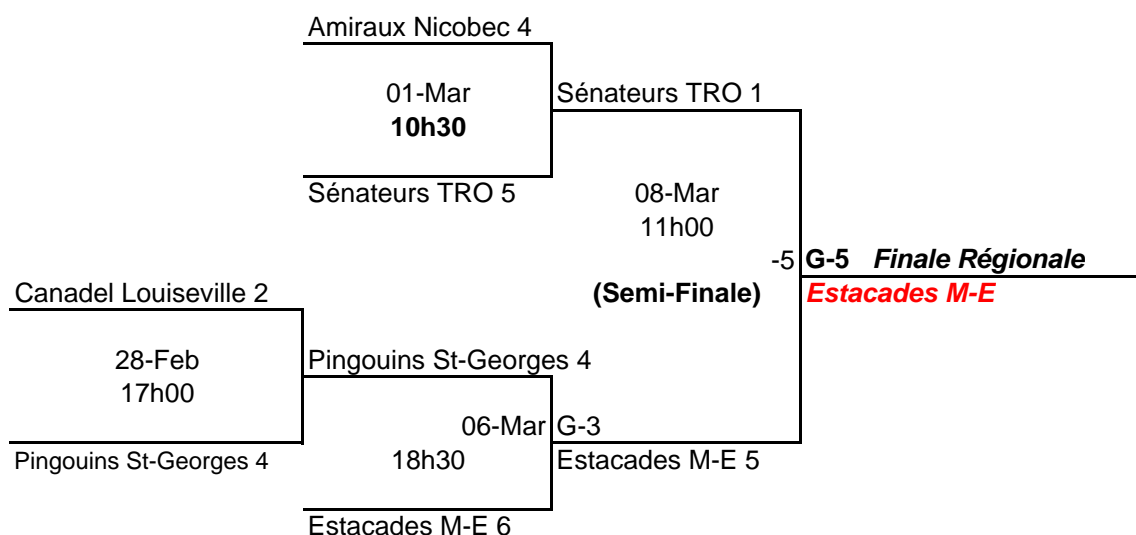 Amiraux Nicobec 4
01-Mar
10h30
Sénateurs TRO 1
Sénateurs TRO 5
08-Mar
11h00
-5 G-5 Finale Régionale
Canadel Louiseville 2
(Semi-Finale)
Estacades M-E
28-Feb
17h00
Pingouins St-Georges 4
06-Mar G-3
Pingouins St-Georges 4
18h30
Estacades M-E 5
Estacades M-E 6